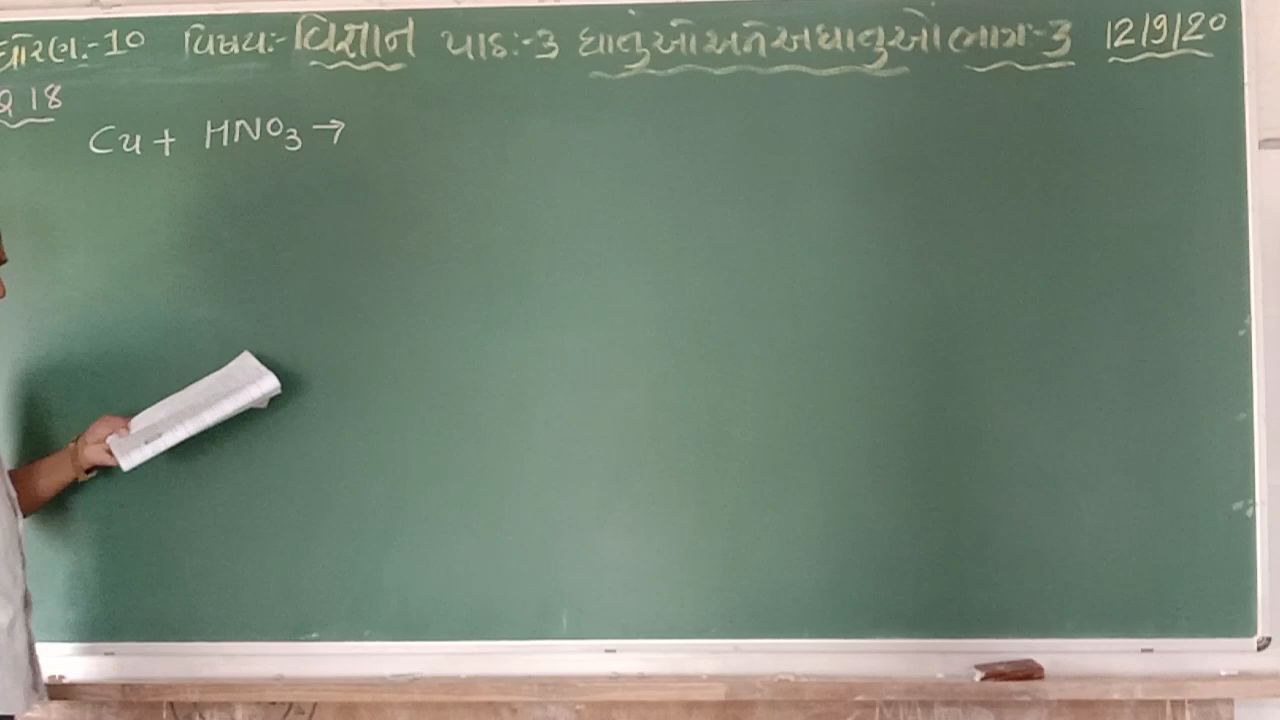 ધોરણ:-10 વિષય:- વિજ્ઞાન પાઠ:-3 ધાતુઓ અને અધાતુઓ ભાગ:-3 12/9/20
Q 18
Cu + HNO₃ →